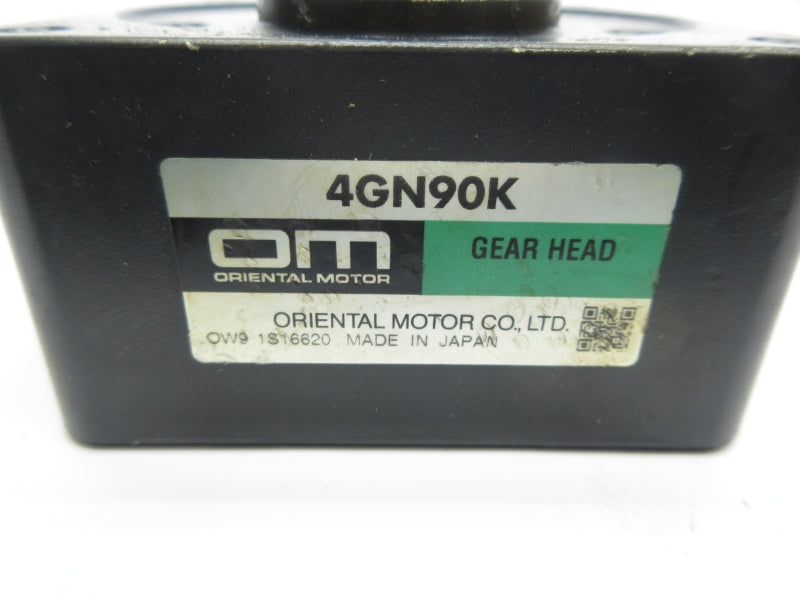 4GN90K
OM
ORIENTAL MOTOR
GEAR HEAD
ORIENTAL MOTOR CO., LTD.
OW9 1S16620 MADE IN JAPAN